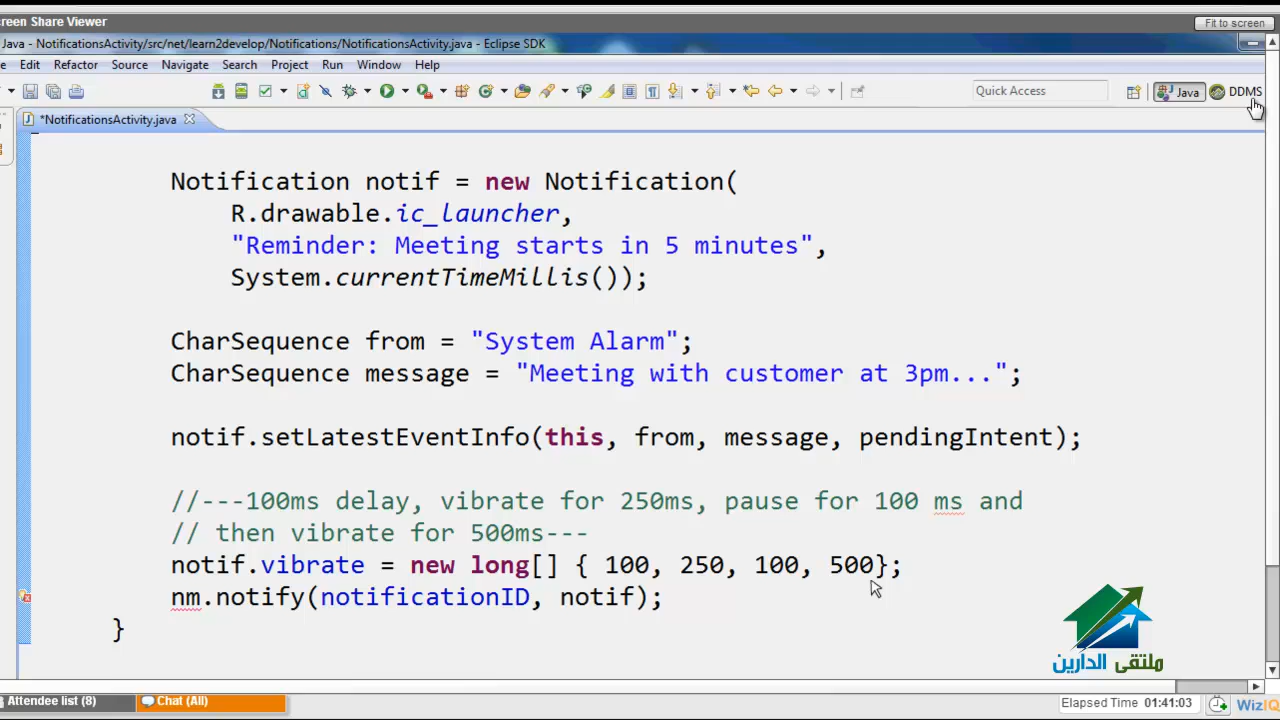 reen Share Viewer
Fit to screen
Java - NotificationsActivity/src/net/learn2develop/Notifications/NotificationsActivity.java - Eclipse SDK
e Edit Refactor Source Navigate Search Project Run Window Help
Quick Access
Java
DDMS
*NotificationsActivity.java
Notification notif = new Notification(
R.drawable.ic_launcher,
"Reminder: Meeting starts in 5 minutes",
System.currentTimeMillis());
CharSequence from = "System Alarm";
CharSequence message = "Meeting with customer at 3pm...";
notif.setLatestEventInfo(this, from, message, pendingIntent);
//---100ms delay, vibrate for 250ms, pause for 100 ms and
// then vibrate for 500ms---
notif.vibrate = new long[] { 100, 250, 100, 500};
nm.notify(notificationID, notif);
}
ملتقى الدارين
Attendee list (8)
Chat (All)
Elapsed Time 01:41:03
WizIQ